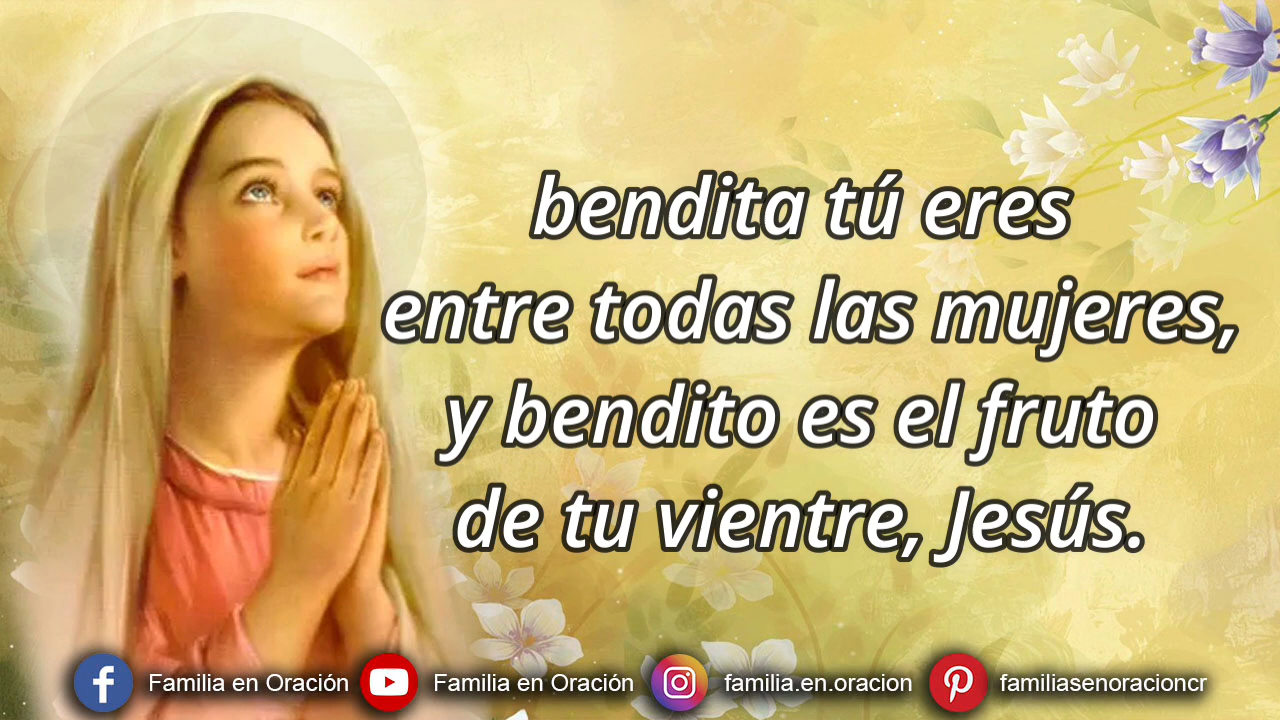 bendita tú eres
entre todas las mujeres,
y bendito es el fruto
de tu vientre, Jesús.
Familia en Oración
Familia en Oración
familia.en.oracion
familiasenoracioncr